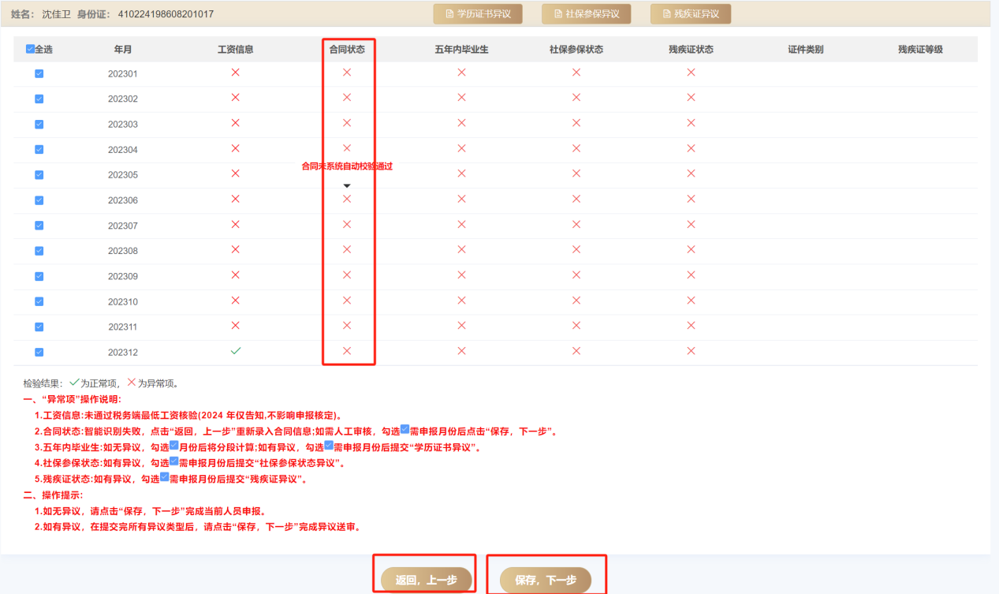 姓名： 沈佳卫 身份证： 410224198608201017 学历证书异议 社保参保异议 残疾证异议
全选 年月 工资信息 合同状态 五年内毕业生 社保参保状态 残疾证状态 证件类别 残疾证等级
202301
202302
202303
202304
合同未系统自动校验通过
202305
202306
202307
202308
202309
202310
202311
202312
检验结果： 为正常项， 为异常项。
一、“异常项”操作说明:
1.工资信息:未通过税务端最低工资核验(2024 年仅告知,不影响申报核定)。
2.合同状态:智能识别失败，点击“返回，上一步”重新录入合同信息;如需人工审核，勾选 需申报月份后点击“保存，下一步”。
3.五年内毕业生:如无异议，勾选 月份后将分段计算;如有异议，勾选 需申报月份后提交“学历证书异议”。
4.社保参保状态:如有异议，勾选 需申报月份后提交“社保参保状态异议”。
5.残疾证状态:如有异议，勾选 需申报月份后提交“残疾证异议”。
二、操作提示:
1.如无异议，请点击“保存，下一步”完成当前人员申报。
2.如有异议，在提交完所有异议类型后，请点击“保存，下一步”完成异议送审。
返回，上一步 保存，下一步